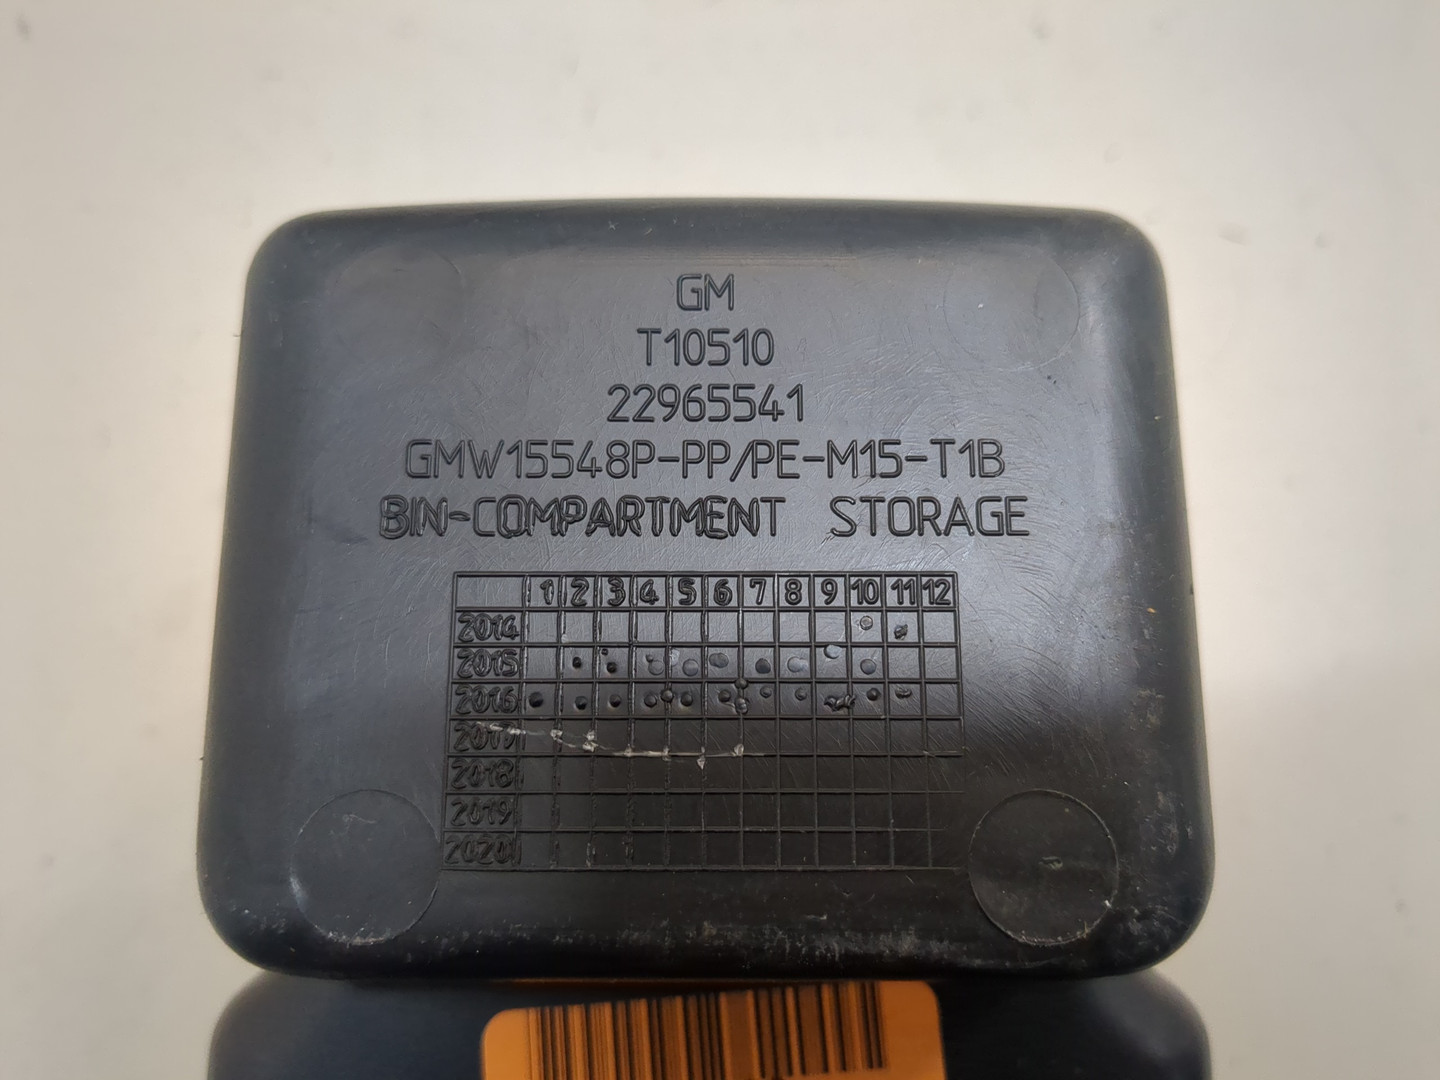 GM
T10510
22965541
GMW15548P-PP/PE-M15-T1B
BIN-COMPARTMENT STORAGE
1 2 3 4 5 6 7 8 9 10 11 12
2014
2015
2016
2017
2018
2019
2020